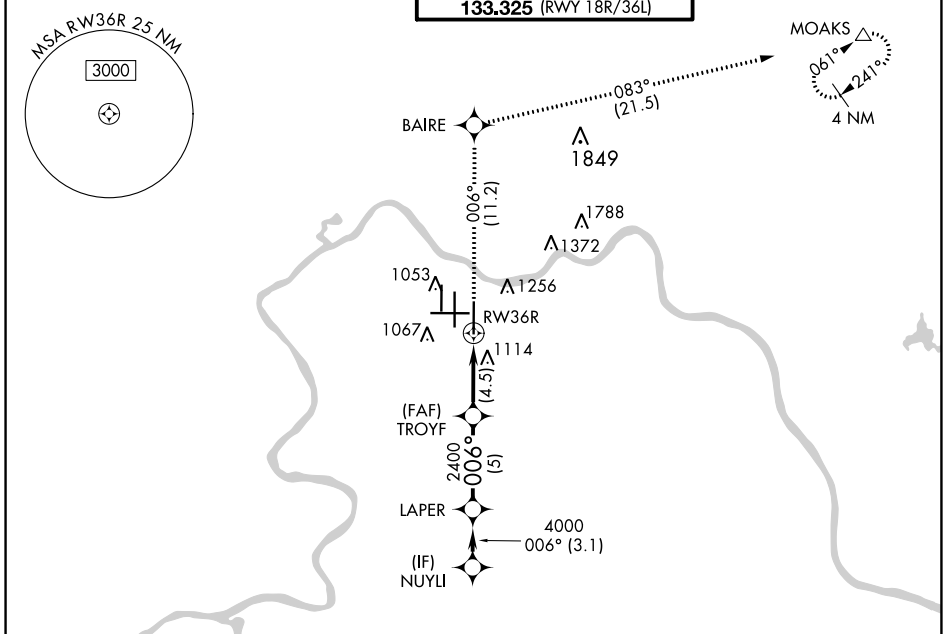 133.325 (RWY 18R/36L)
MSA RW36R 25 NM
3000
MOAKS
061°
241°
4 NM
083°
(21.5)
BAIRE
1849
006°
(11.2)
1788
1372
1053
1256
RW36R
1067
1114
(4.5)
(FAF)
TROYF
2400
006°
(5)
LAPER
4000
006° (3.1)
(IF)
NUYLI